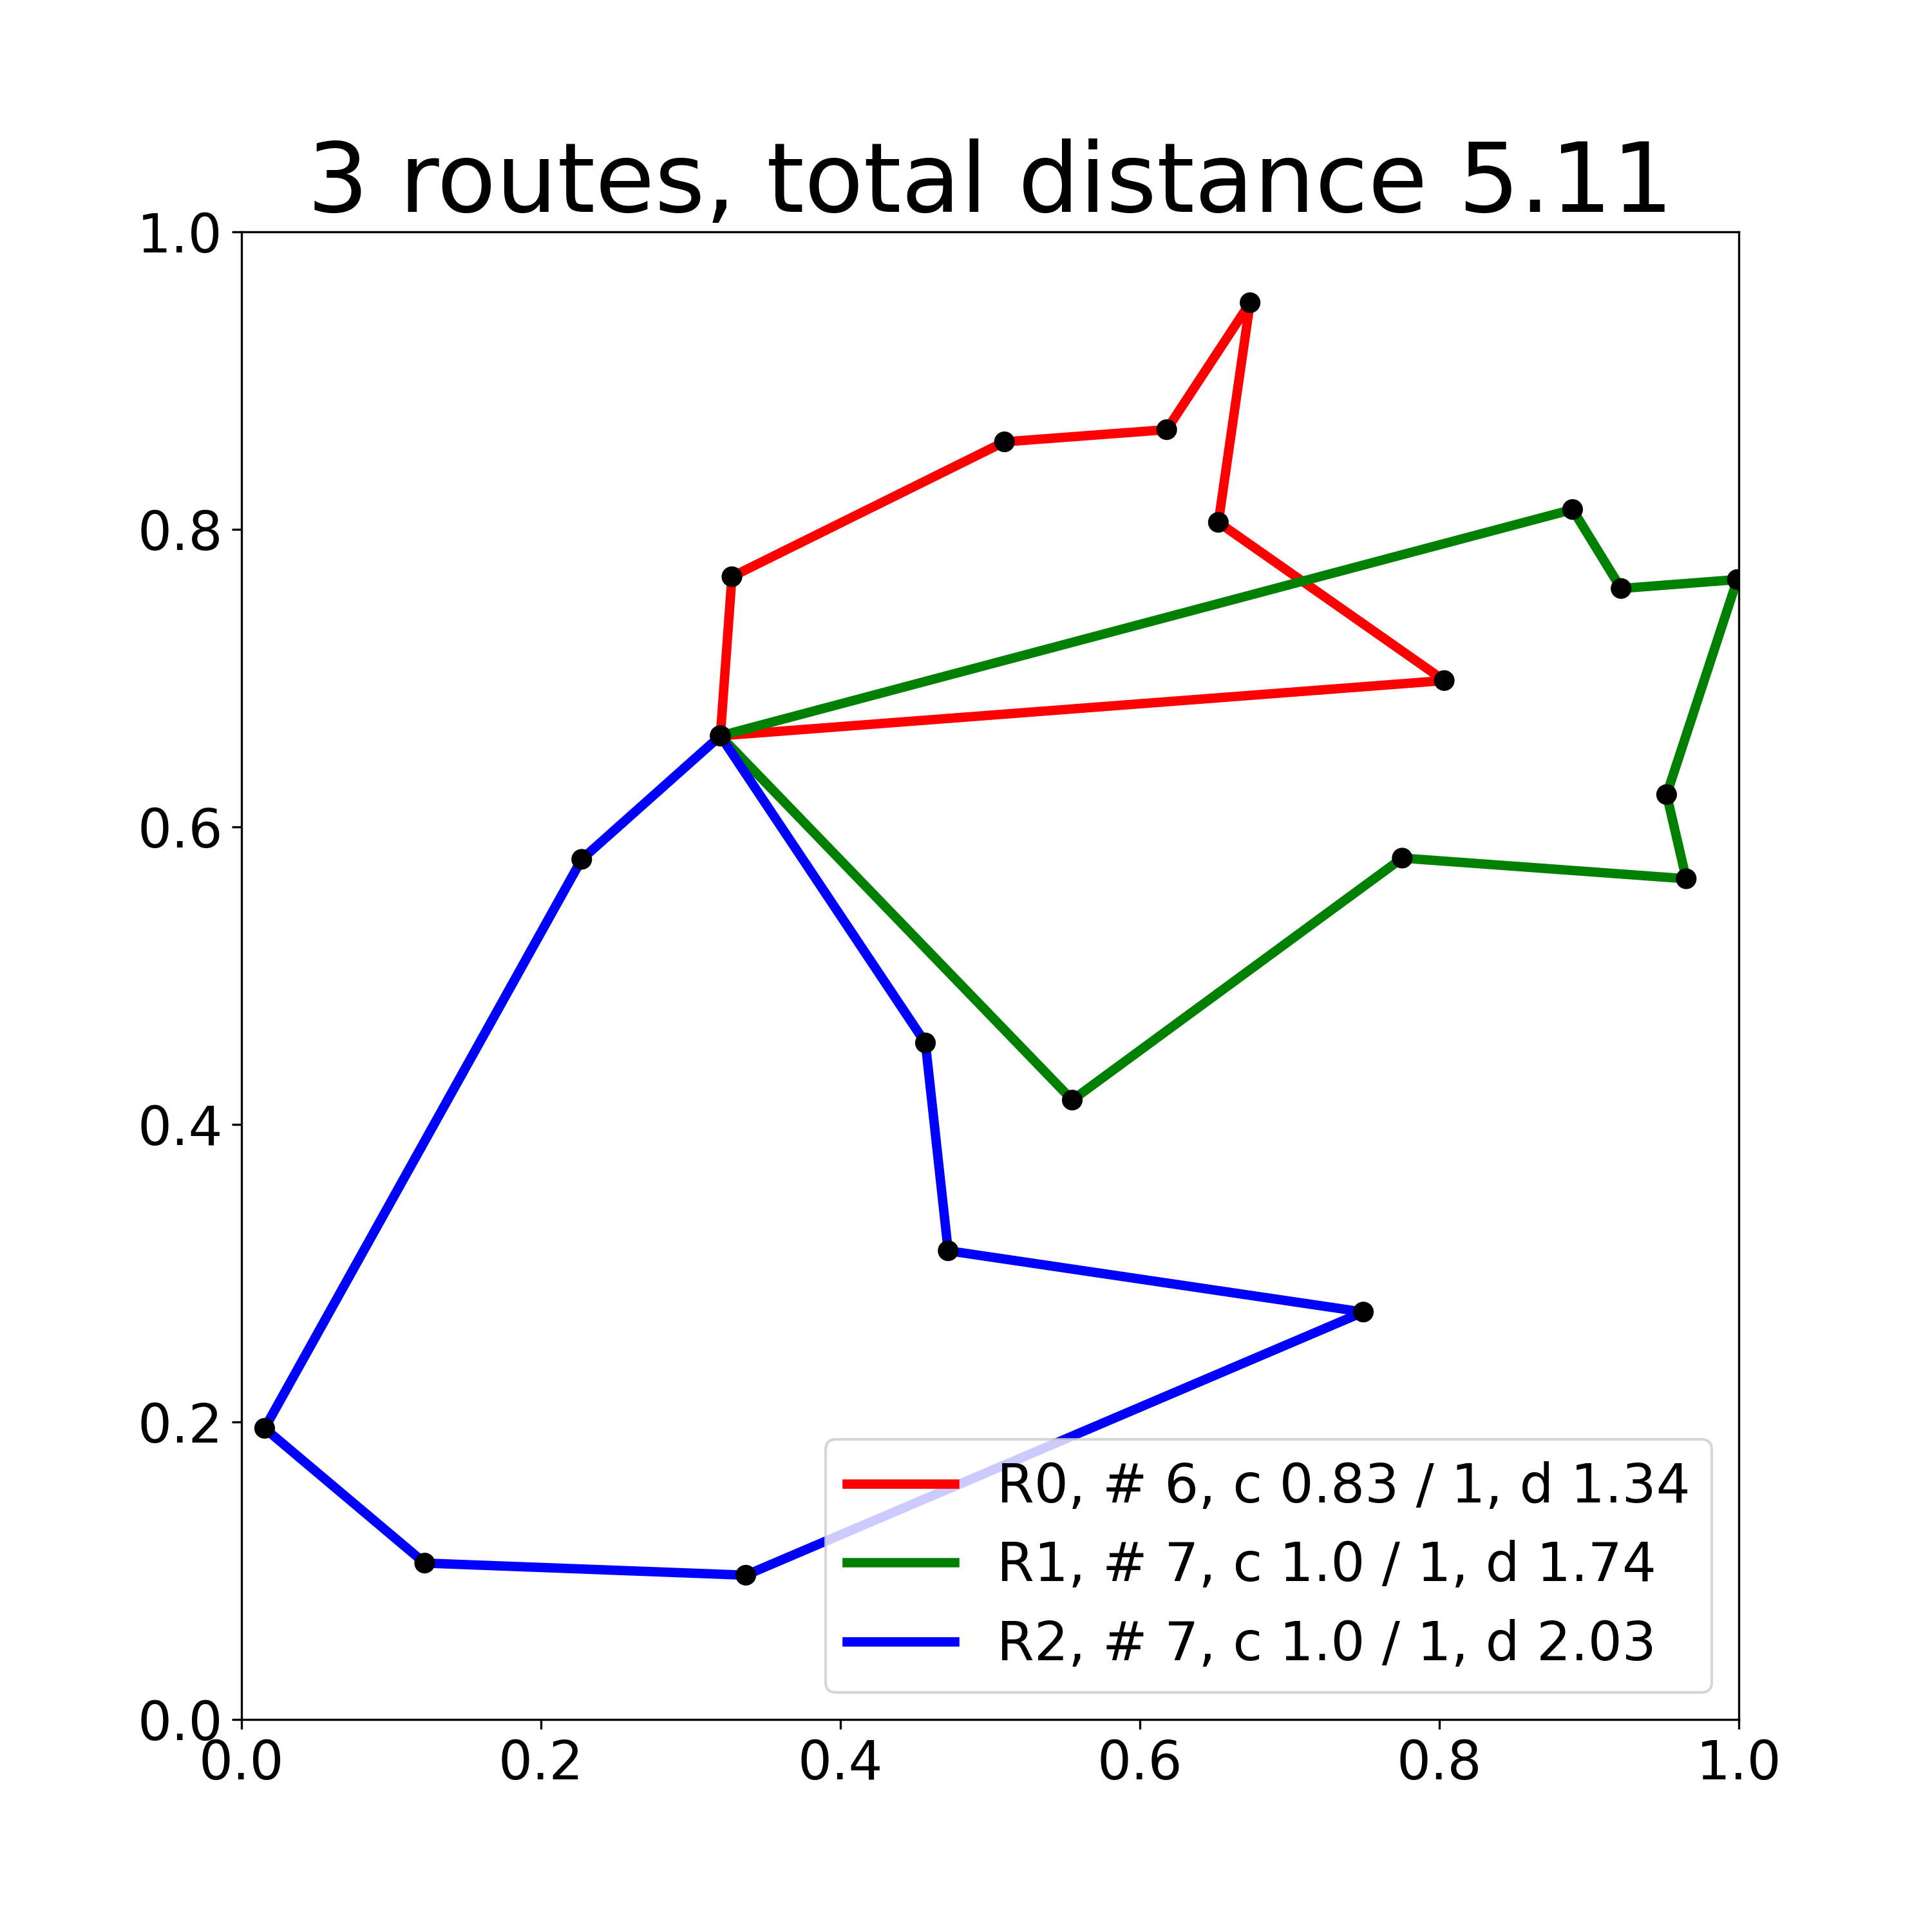 3 routes, total distance 5.11
1.0
0.8
0.6
0.4
0.2
0.0
0.0 0.2 0.4 0.6 0.8 1.0
R0, # 6, c 0.83 / 1, d 1.34
R1, # 7, c 1.0 / 1, d 1.74
R2, # 7, c 1.0 / 1, d 2.03